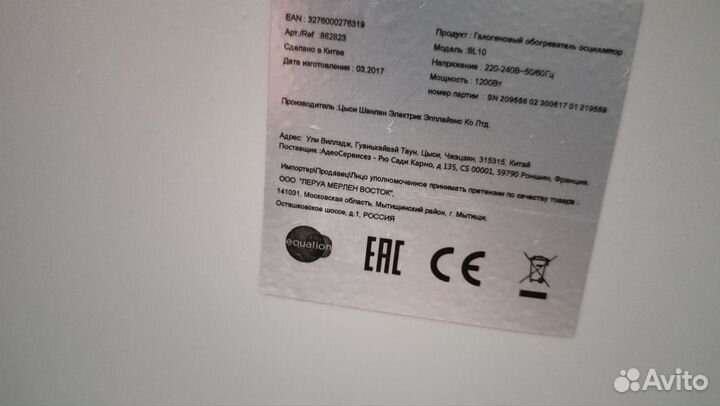 EAN : 3276000276319
Арт./Ref : 862823
Сделано в Китае
Дата изготовления : 03.2017
Продукт : Галогеновый обогреватель осциллятор
Модель : SL10
Напряжение : 220-240В~50/60Гц
Мощность : 1200Вт
номер партии : SN 209556 02 300617 01 219559
Производитель : Цыси Шанлан Электрик Эпплайэнс Ко Лтд.
Адрес: Ули Вилладж, Гуаньхайвэй Таун, Цыси, Чжэцзян, 315315, Китай
Поставщик : АдеоСервисез - Рю Сади Карно, д 135, CS 00001, 59790 Роншин, Франция.
Импортер\Продавец\Лицо уполномоченное принимать претензии по качеству товара :
ООО "ЛЕРУА МЕРЛЕН ВОСТОК",
141031, Московская область, Мытищинский район, г. Мытищи,
Осташковское шоссе, д.1, РОССИЯ
equation
EAC CE
Avito